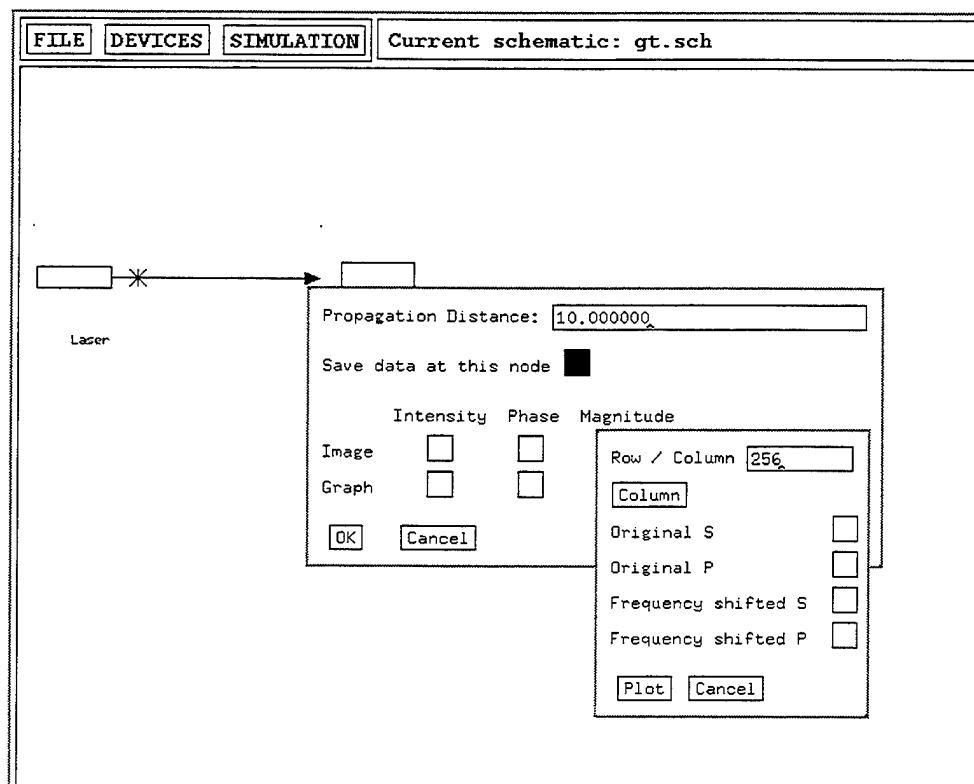 FILE DEVICES SIMULATION Current schematic: gt.sch
Laser
Propagation Distance: 10.000000
Save data at this node
Intensity Phase Magnitude
Image
Graph
OK Cancel
Row / Column 256
Column
Original S
Original P
Frequency shifted S
Frequency shifted P
Plot Cancel